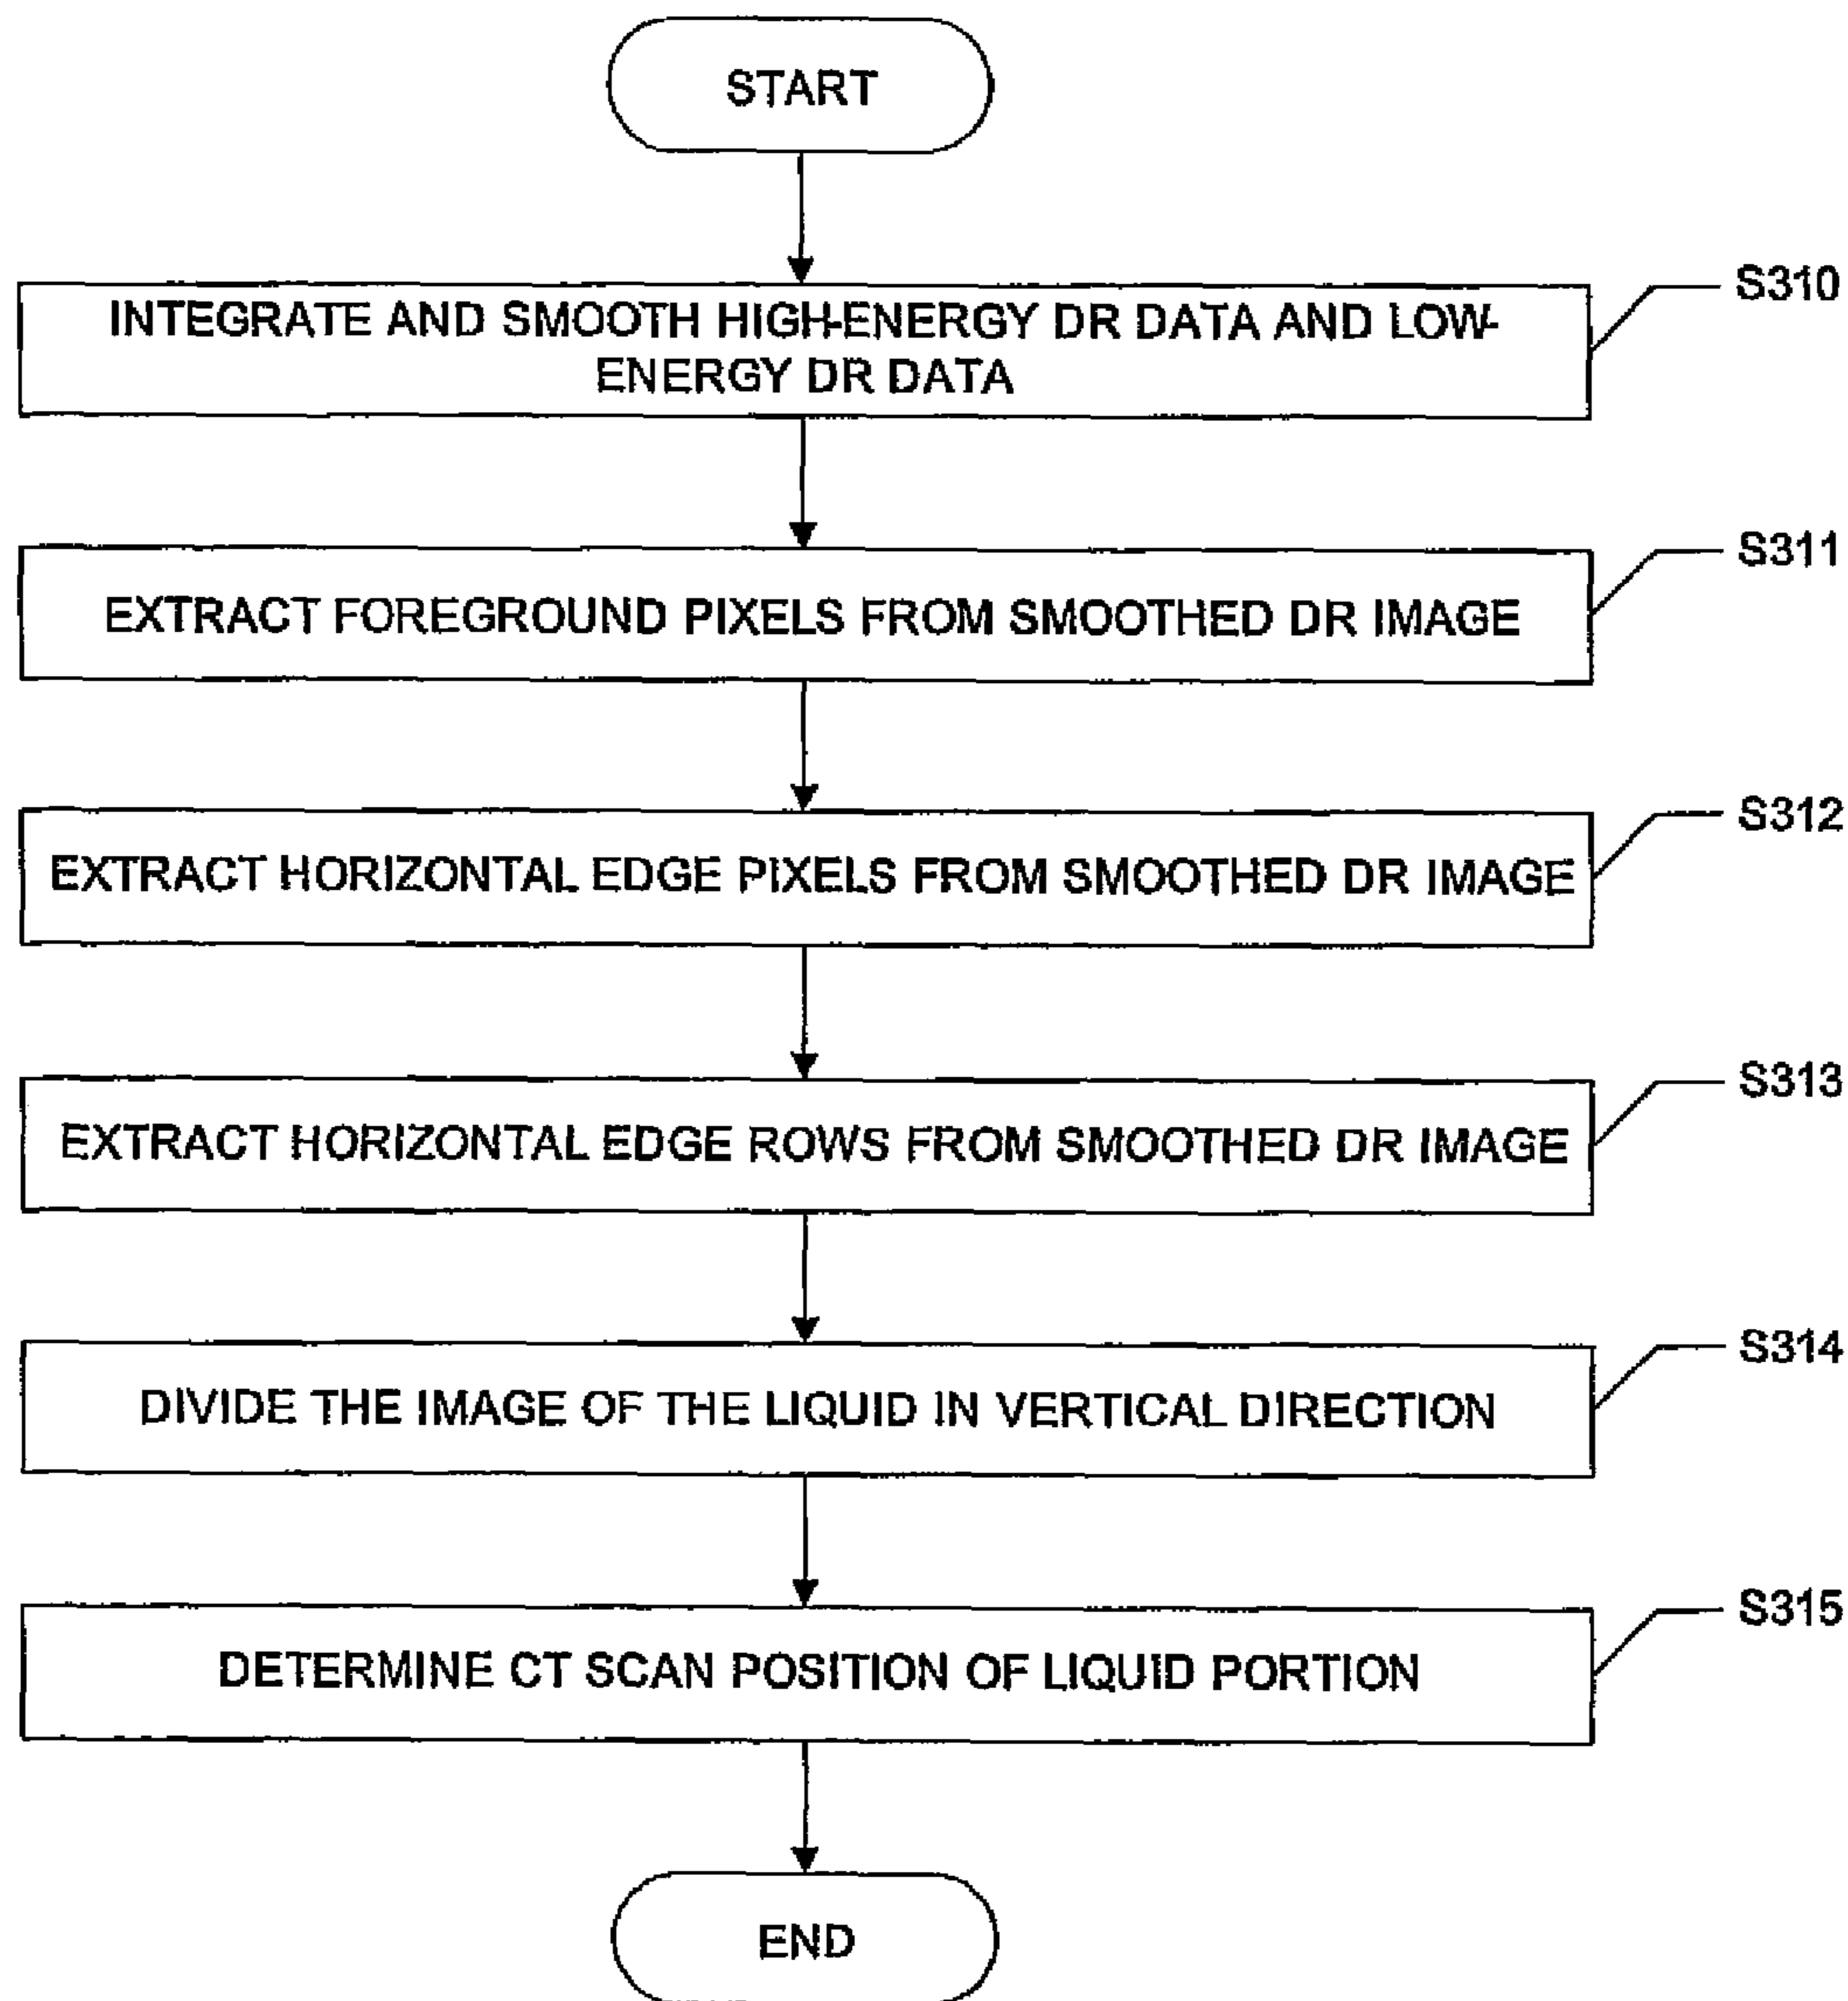 START
S310
INTEGRATE AND SMOOTH HIGH-ENERGY DR DATA AND LOW-
ENERGY DR DATA
S311
EXTRACT FOREGROUND PIXELS FROM SMOOTHED DR IMAGE
S312
EXTRACT HORIZONTAL EDGE PIXELS FROM SMOOTHED DR IMAGE
S313
EXTRACT HORIZONTAL EDGE ROWS FROM SMOOTHED DR IMAGE
S314
DIVIDE THE IMAGE OF THE LIQUID IN VERTICAL DIRECTION
S315
DETERMINE CT SCAN POSITION OF LIQUID PORTION
END